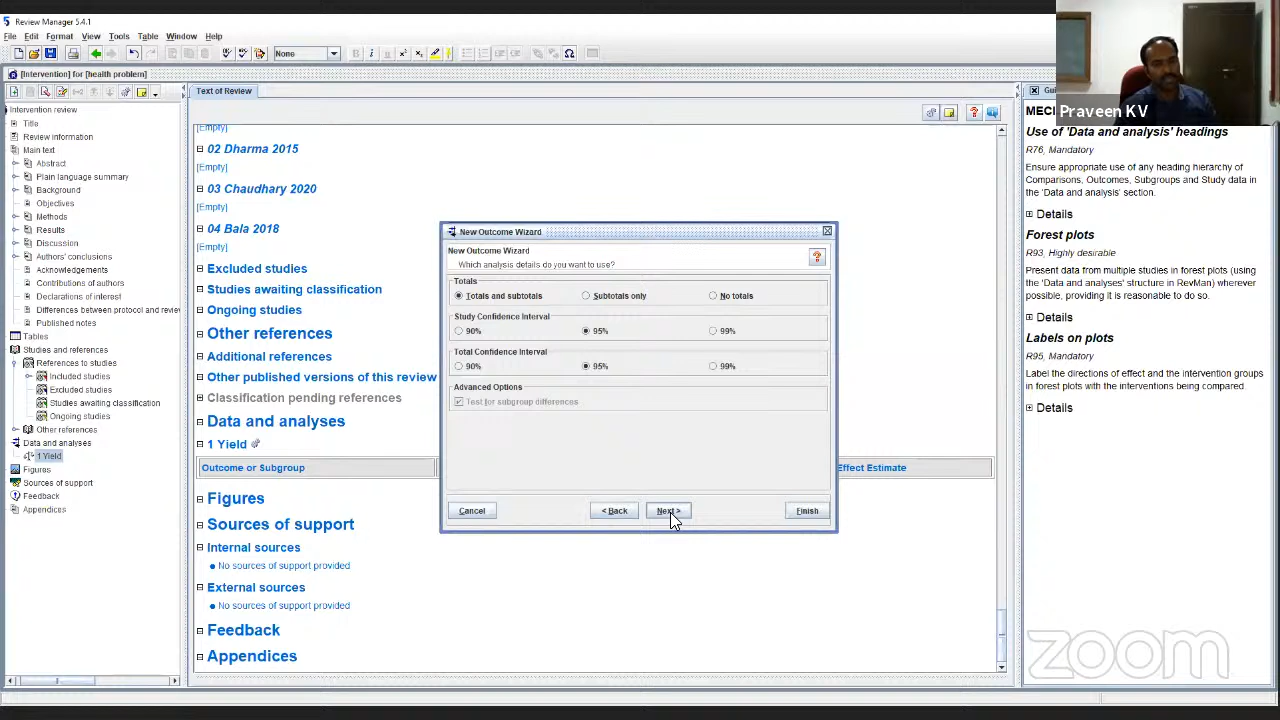 Review Manager 5.4.1
File Edit Format View Tools Table Window Help
None
[Intervention] for [health problem]
Intervention review
Title
Review information
Main text
Abstract
Plain language summary
Background
Objectives
Methods
Results
Discussion
Authors' conclusions
Acknowledgements
Contributions of authors
Declarations of interest
Differences between protocol and review
Published notes
Tables
Studies and references
References to studies
Included studies
Excluded studies
Studies awaiting classification
Ongoing studies
Other references
Data and analyses
1 Yield
Figures
Sources of support
Feedback
Appendices
Text of Review
[Empty]
02 Dharma 2015
[Empty]
03 Chaudhary 2020
[Empty]
04 Bala 2018
[Empty]
Excluded studies
Studies awaiting classification
Ongoing studies
Other references
Additional references
Other published versions of this review
Classification pending references
Data and analyses
1 Yield
Outcome or Subgroup
Effect Estimate
Figures
Sources of support
Internal sources
No sources of support provided
External sources
No sources of support provided
Feedback
Appendices
New Outcome Wizard
New Outcome Wizard
Which analysis details do you want to use?
Totals
Totals and subtotals Subtotals only No totals
Study Confidence Interval
90% 95% 99%
Total Confidence Interval
90% 95% 99%
Advanced Options
Test for subgroup differences
Cancel < Back Next > Finish
Praveen KV
Use of 'Data and analysis' headings
R76, Mandatory
Ensure appropriate use of any heading hierarchy of
Comparisons, Outcomes, Subgroups and Study data in
the 'Data and analysis' section.
Details
Forest plots
R93, Highly desirable
Present data from multiple studies in forest plots (using
the 'Data and analyses' structure in RevMan) wherever
possible, providing it is reasonable to do so.
Details
Labels on plots
R95, Mandatory
Label the directions of effect and the intervention groups
in forest plots with the interventions being compared.
Details
zoom